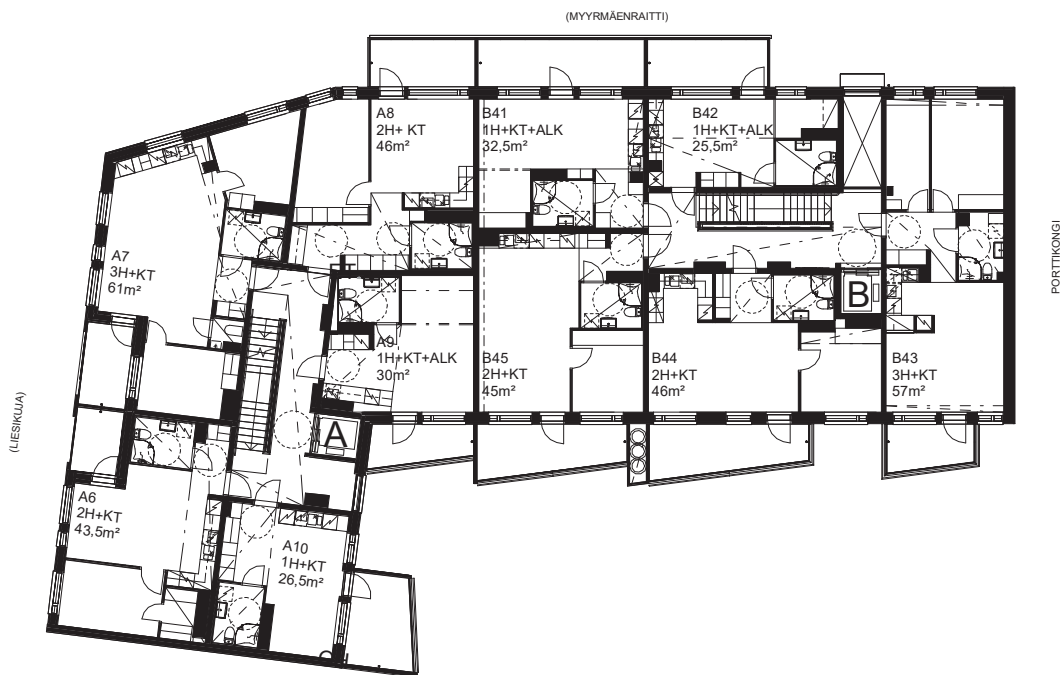 (MYYRMÄENRAITTI)
A8
2H+ KT
46m²
B41
1H+KT+ALK
32,5m²
B42
1H+KT+ALK
25,5m²
A7
3H+KT
61m²
PORTTIKONGI
B
A9
1H+KT+ALK
30m²
B45
2H+KT
45m²
B44
2H+KT
46m²
B43
3H+KT
57m²
(LIESIKUJA)
A
A6
2H+KT
43,5m²
A10
1H+KT
26,5m²